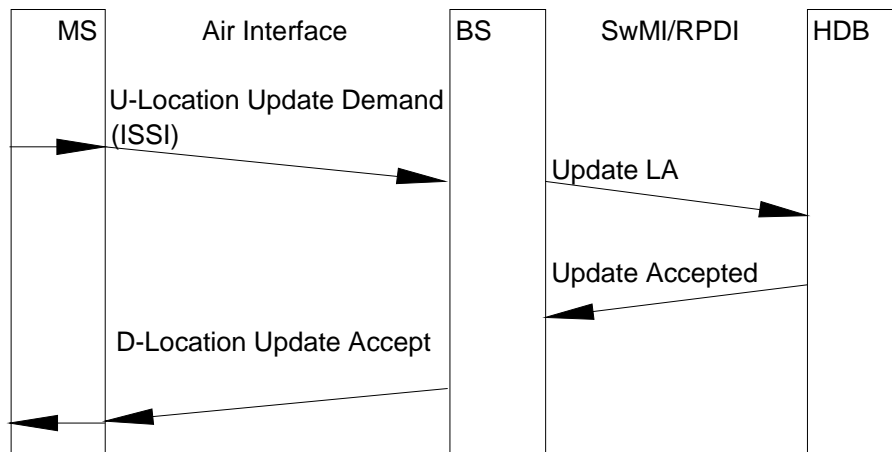 MS
Air Interface
BS
SwMI/RPDI
HDB
U-Location Update Demand
(ISSI)
Update LA
Update Accepted
D-Location Update Accept